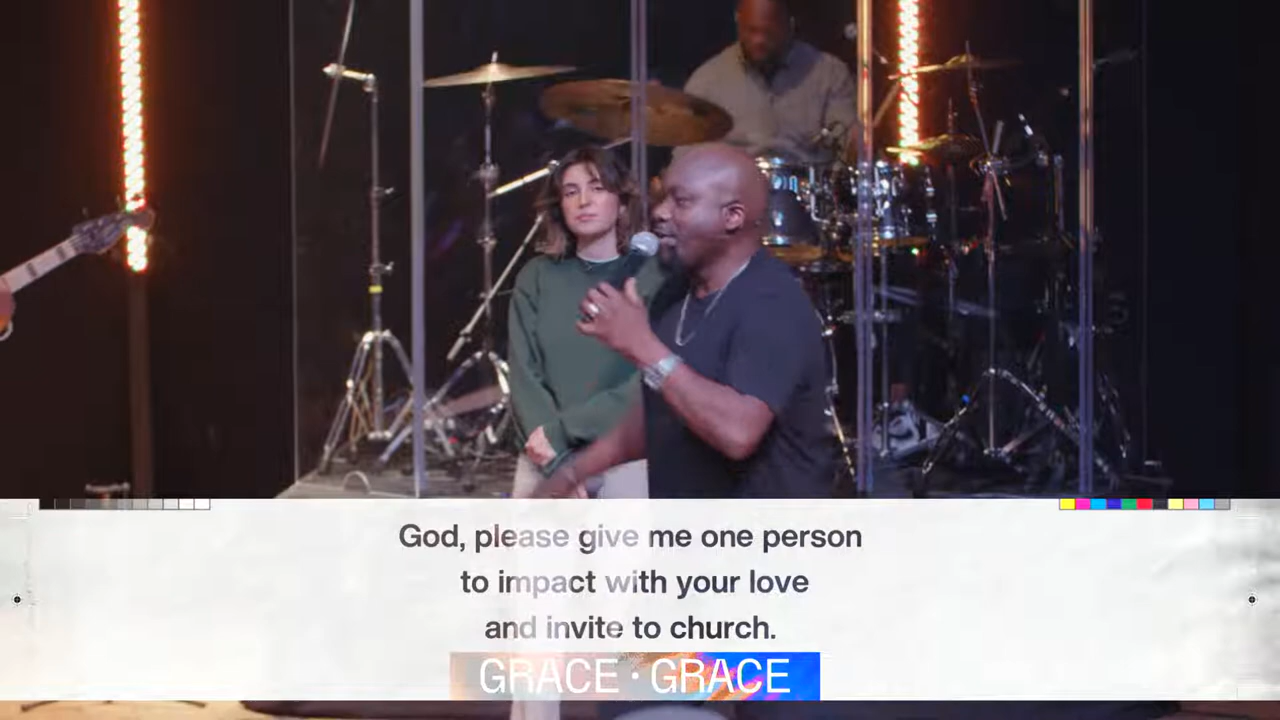 God, please give me one person
to impact with your love
and invite to church.
GRACE · GRACE